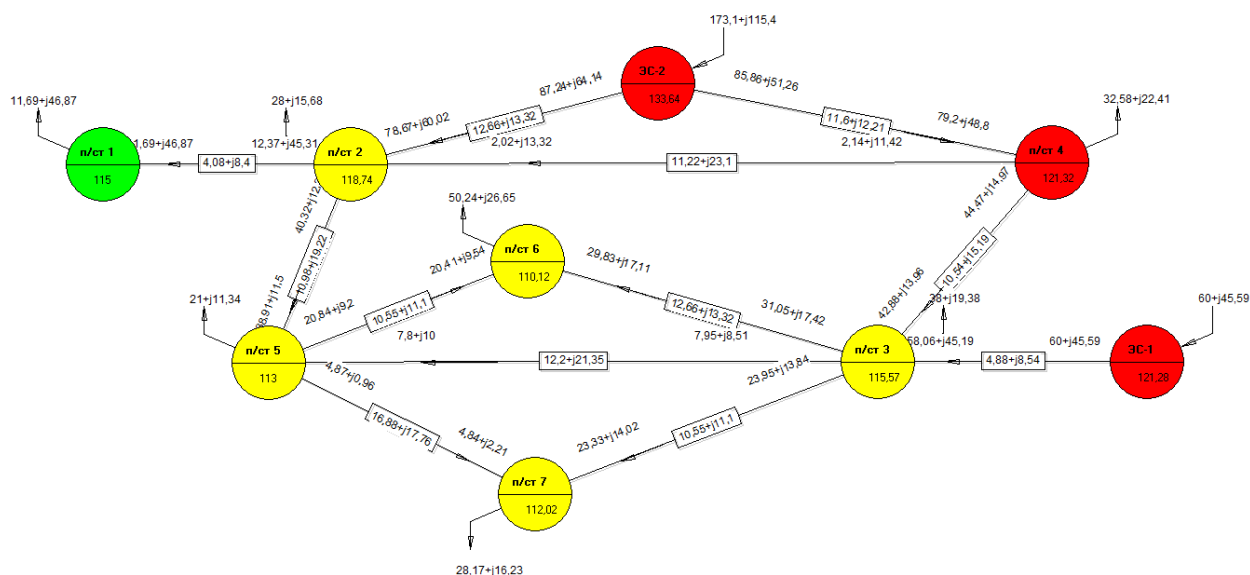 173,1+j115,4
ЭС-2
133,64
87,24+j64,14
85,86+j51,26
11,69+j46,87
28+j15,68
32,58+j22,41
78,67+j60,02
12,66+j13,32
11,6+j12,21
79,2+j48,8
п/ст 1
115
1,69+j46,87
12,37+j45,31
4,08+j8,4
п/ст 2
118,74
2,02+j13,32
2,14+j11,42
11,22+j23,1
п/ст 4
121,32
40,32+j12,
10,98+j19,22
8,91+j11,5
44,47+j14,97
10,54+j15,19
42,88+j13,96
50,24+j26,65
п/ст 6
110,12
20,41+j9,54
29,83+j17,11
10,55+j11,1
20,84+j9,2
12,66+j13,32
31,05+j17,42
21+j11,34
38+j19,38
60+j45,59
п/ст 5
113
7,8+j10
7,95+j8,51
12,2+j21,35
п/ст 3
115,57
58,06+j45,19
60+j45,59
4,88+j8,54
ЭС-1
121,28
4,87+j0,96
16,88+j17,76
4,84+j2,21
23,95+j13,84
10,55+j11,1
23,33+j14,02
п/ст 7
112,02
28,17+j16,23